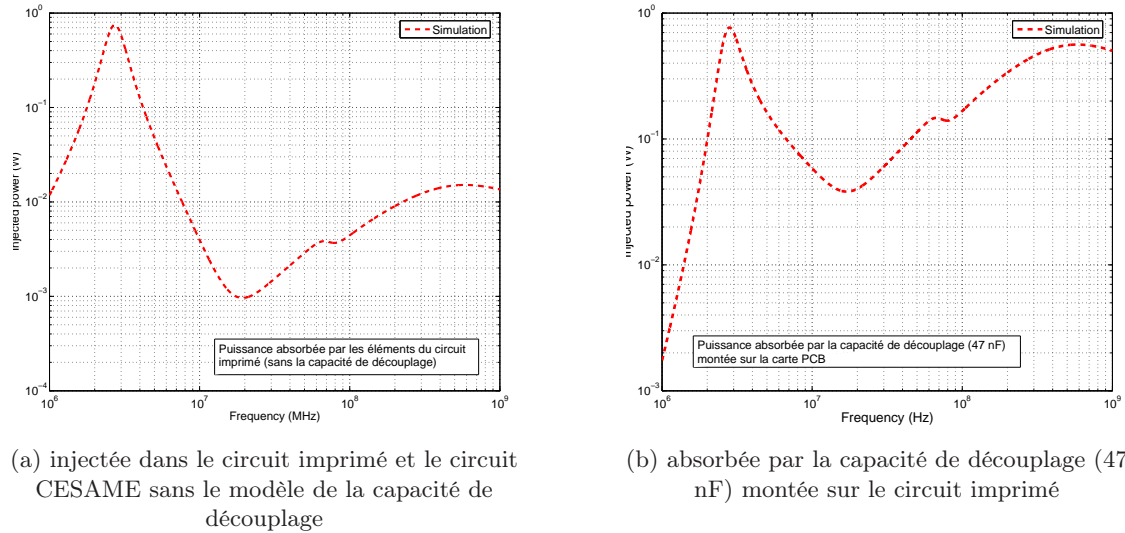 10^0
10^-1
10^-2
10^-3
10^-4
Injected power (W)
Simulation
Puissance absorbée par les éléments du circuit
imprimé (sans la capacité de découplage)
10^6
10^7
10^8
10^9
Frequency (MHz)
10^0
10^-1
10^-2
10^-3
Injected power (W)
Simulation
Puissance absorbée par la capacité de découplage (47 nF)
montée sur la carte PCB
10^6
10^7
10^8
10^9
Frequency (Hz)
(a) injectée dans le circuit imprimé et le circuit
CESAME sans le modèle de la capacité de
découplage
(b) absorbée par la capacité de découplage (47
nF) montée sur le circuit imprimé